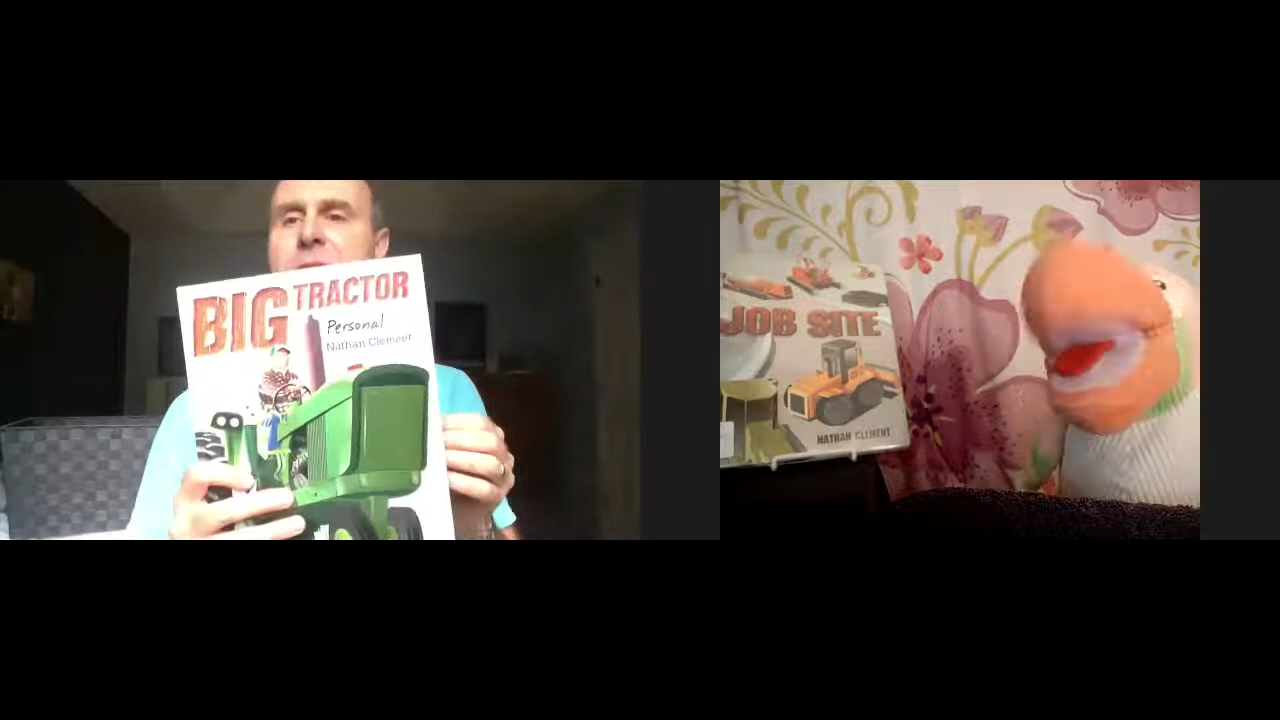 BIG TRACTOR
Personal
Nathan Clement
JOB SITE
NATHAN CLEMENT